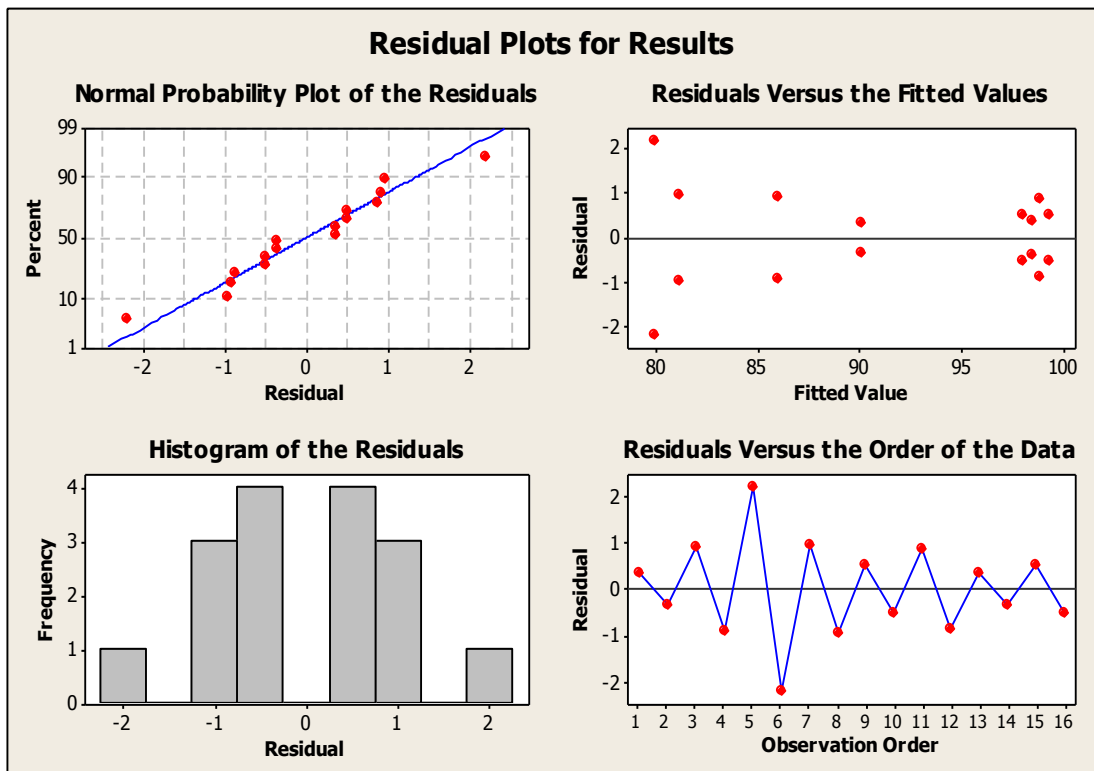 Residual Plots for Results
Normal Probability Plot of the Residuals
99
90
50
10
1
Percent
-2 -1 0 1 2
Residual
Residuals Versus the Fitted Values
2
1
0
-1
-2
Residual
80 85 90 95 100
Fitted Value
Histogram of the Residuals
4
3
2
1
0
Frequency
-2 -1 0 1 2
Residual
Residuals Versus the Order of the Data
2
1
0
-1
-2
Residual
1 2 3 4 5 6 7 8 9 10 11 12 13 14 15 16
Observation Order